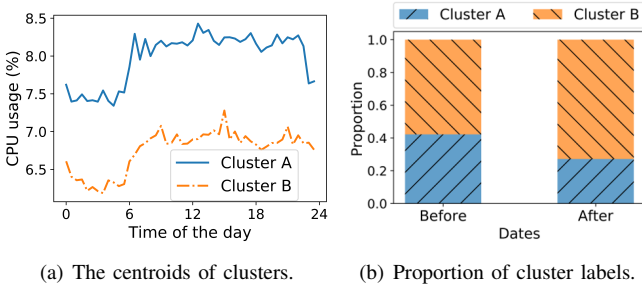 8.5
8.0
7.5
7.0
6.5
CPU usage (%)
Cluster A
Cluster B
0 6 12 18 24
Time of the day
(a) The centroids of clusters.
Cluster A Cluster B
1.0
0.8
0.6
0.4
0.2
0.0
Proportion
Before After
Dates
(b) Proportion of cluster labels.